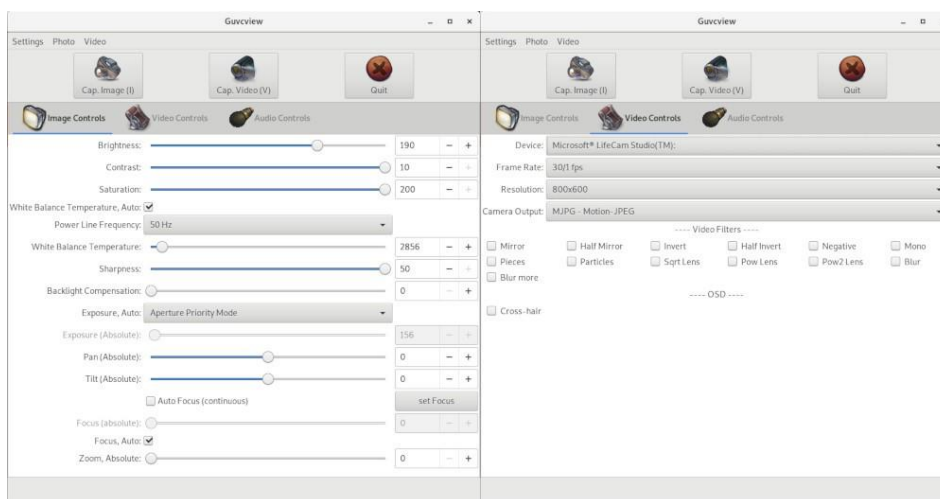 Guvcview
Settings Photo Video
Cap. Image (I) Cap. Video (V) Quit
Image Controls Video Controls Audio Controls
Brightness: 190 - +
Contrast: 10 - +
Saturation: 200 - +
White Balance Temperature, Auto:
Power Line Frequency: 50 Hz
White Balance Temperature: 2856 - +
Sharpness: 50 - +
Backlight Compensation: 0 - +
Exposure, Auto: Aperture Priority Mode
Exposure (Absolute): 156 - +
Pan (Absolute): 0 - +
Tilt (Absolute): 0 - +
Auto Focus (continuous) set Focus
Focus (absolute): 0 - +
Focus, Auto:
Zoom, Absolute: 0 - +
Guvcview
Settings Photo Video
Cap. Image (I) Cap. Video (V) Quit
Image Controls Video Controls Audio Controls
Device: Microsoft® LifeCam Studio(TM):
Frame Rate: 30/1 fps
Resolution: 800x600
Camera Output: MJPG - Motion-JPEG
---- Video Filters ----
Mirror Half Mirror Invert Half Invert Negative Mono
Pieces Particles Sqrt Lens Pow Lens Pow2 Lens Blur
Blur more
---- OSD ----
Cross-hair